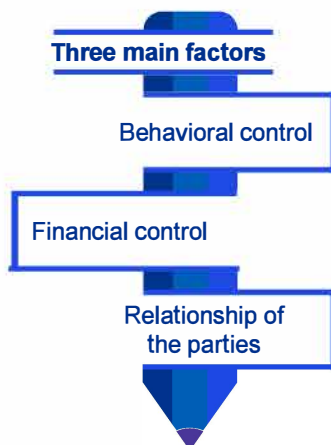 Three main factors
Behavioral control
Financial control
Relationship of
the parties